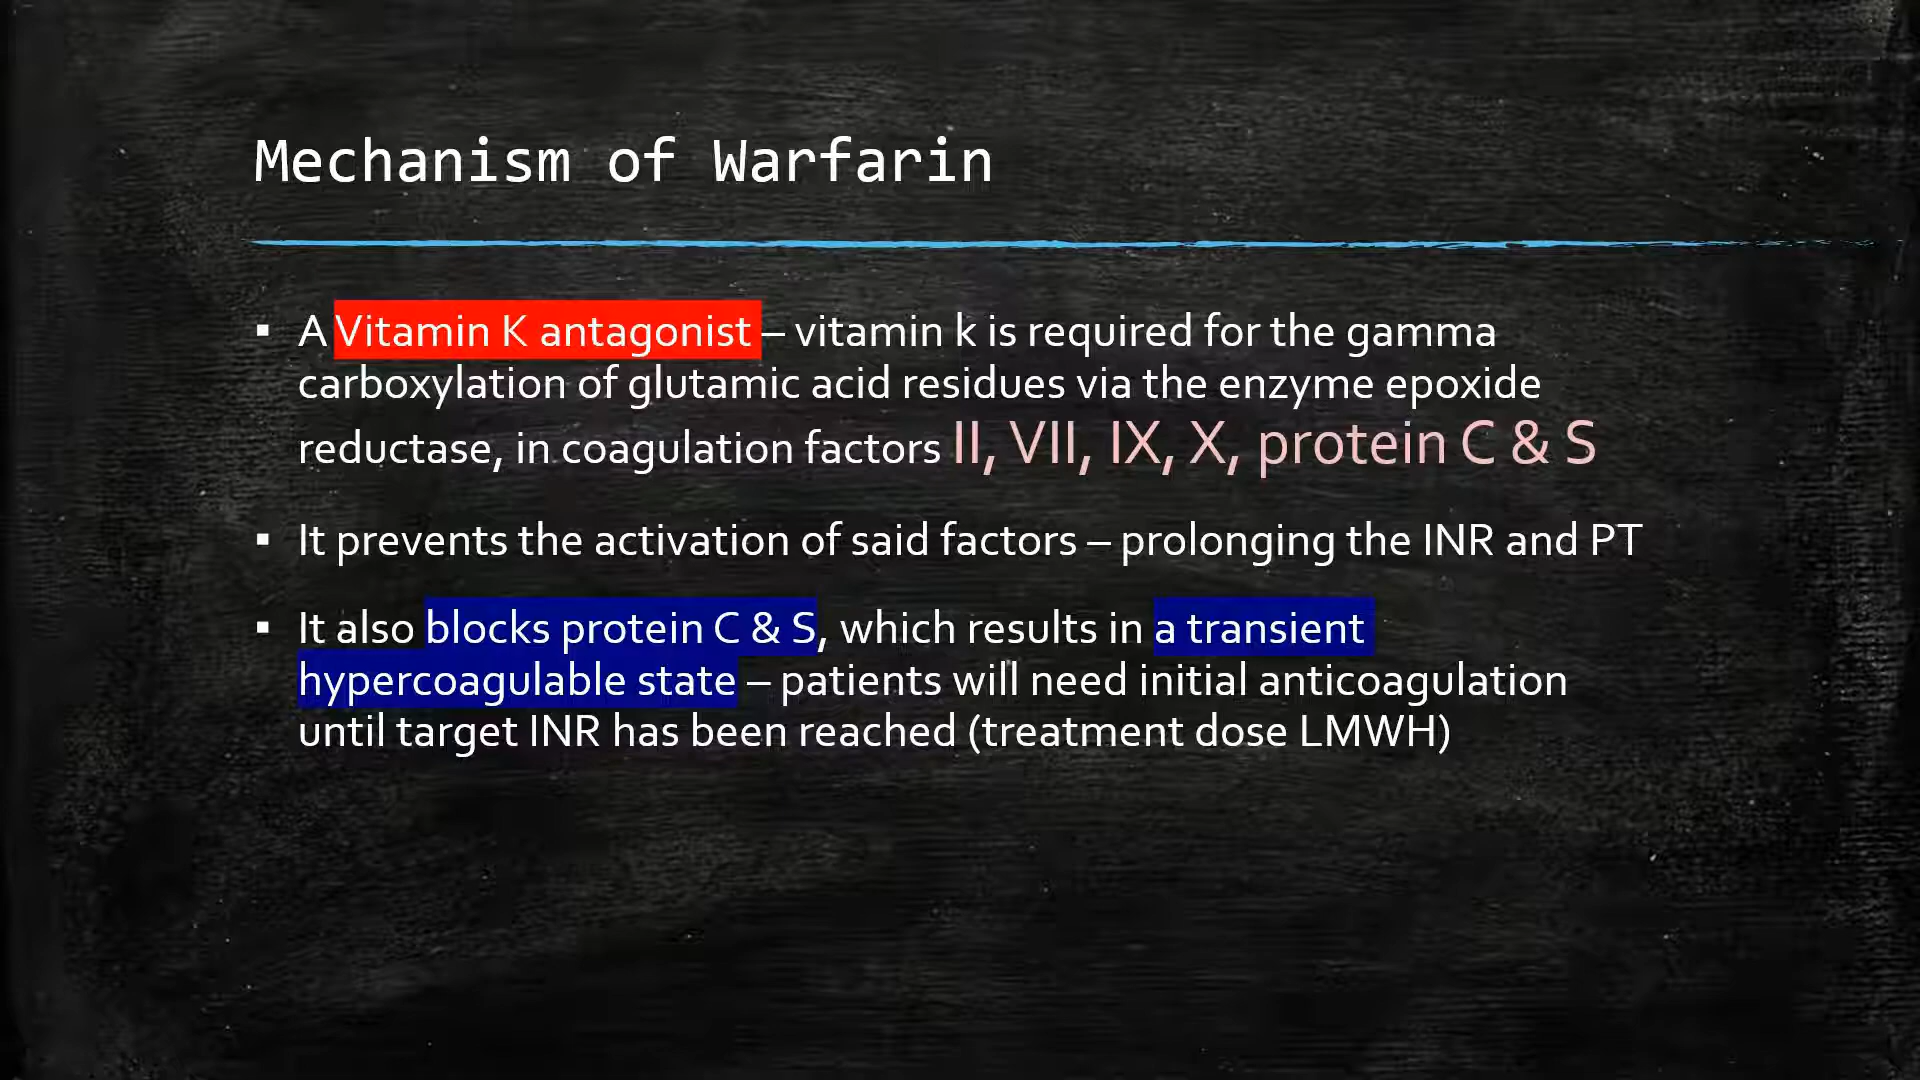 Mechanism of Warfarin
▪ A Vitamin K antagonist – vitamin k is required for the gamma
carboxylation of glutamic acid residues via the enzyme epoxide
reductase, in coagulation factors II, VII, IX, X, protein C & S
▪ It prevents the activation of said factors – prolonging the INR and PT
▪ It also blocks protein C & S, which results in a transient
hypercoagulable state – patients will need initial anticoagulation
until target INR has been reached (treatment dose LMWH)